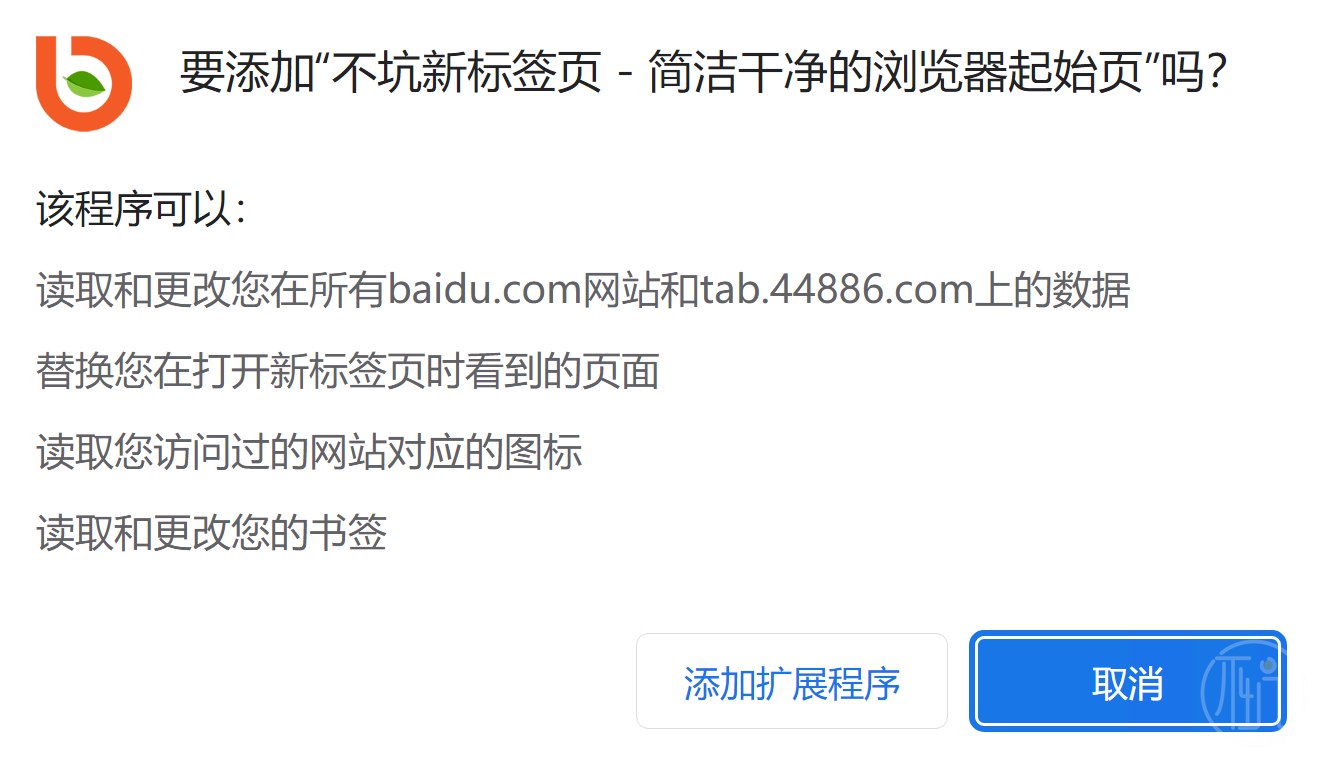 要添加“不坑新标签页 - 简洁干净的浏览器起始页”吗？
该程序可以：
读取和更改您在所有baidu.com网站和tab.44886.com上的数据
替换您在打开新标签页时看到的页面
读取您访问过的网站对应的图标
读取和更改您的书签
添加扩展程序
取消